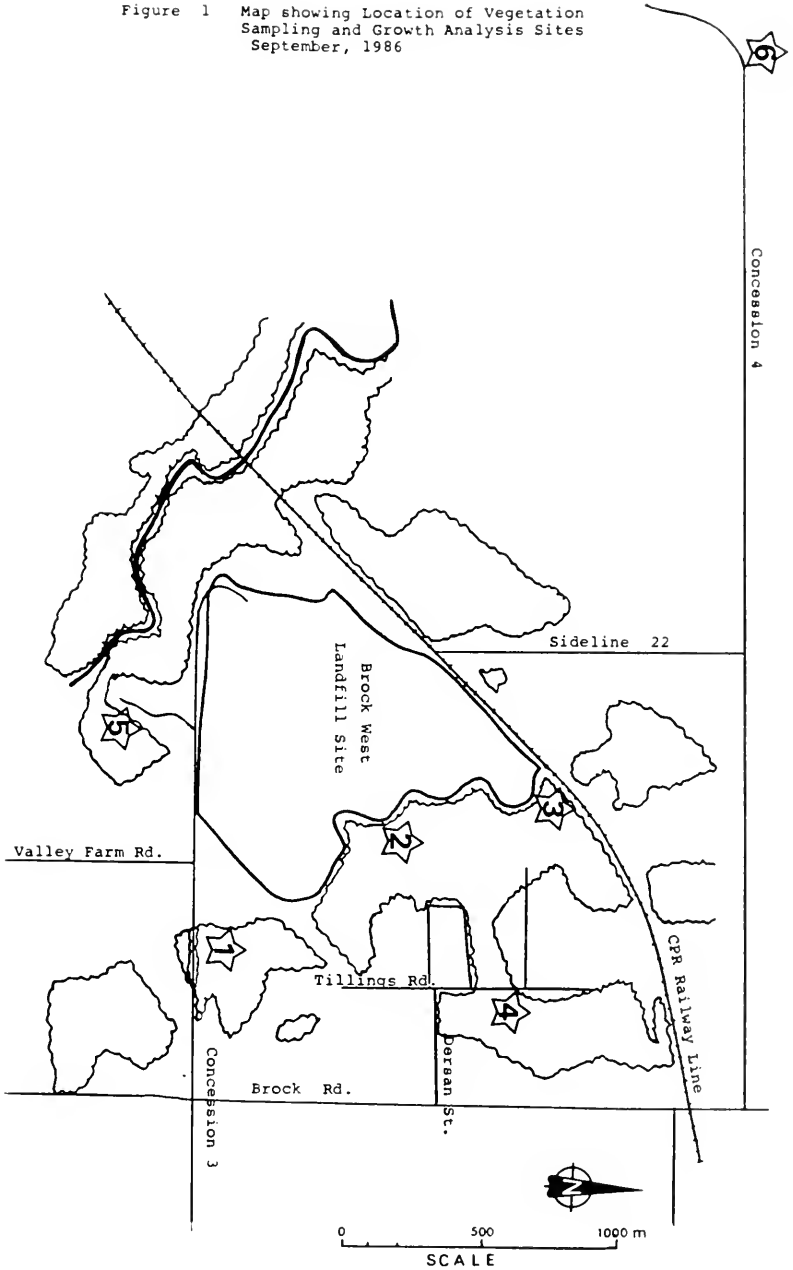 Figure 1 Map showing Location of Vegetation
Sampling and Growth Analysis Sites
September, 1986
6
Concession 4
Sideline 22
Brock West
Landfill Site
5
3
2
Valley Farm Rd.
1
CPR Railway Line
Tillings Rd.
4
Dersan St.
Brock Rd.
Concession 3
N
0 500 1000 m
SCALE